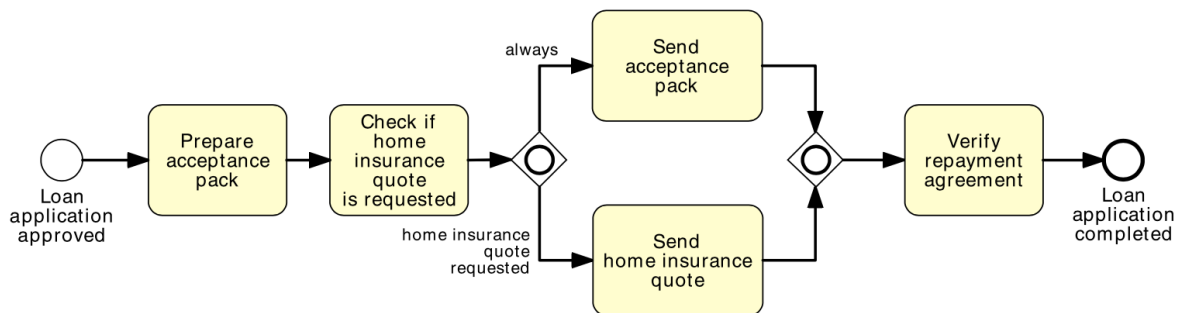 Loan
application
approved
Prepare
acceptance
pack
Check if
home
insurance
quote
is requested
always
home insurance
quote
requested
Send
acceptance
pack
Send
home insurance
quote
Verify
repayment
agreement
Loan
application
completed